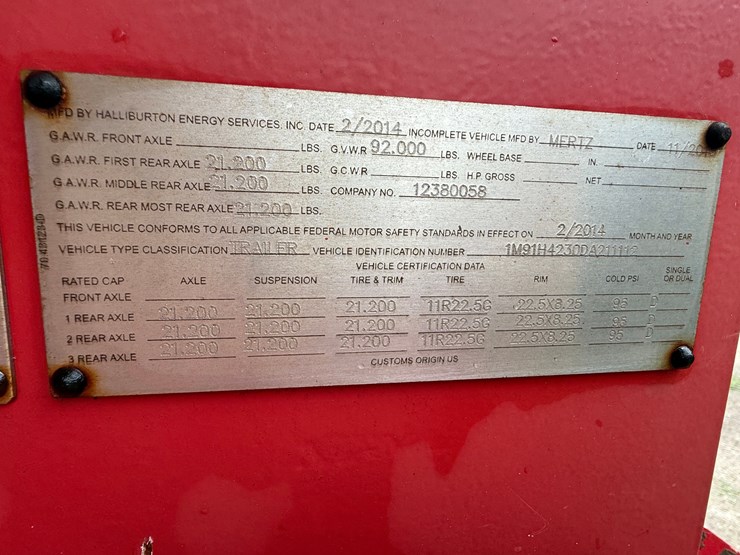 MFD BY HALLIBURTON ENERGY SERVICES, INC. DATE 2/2014 INCOMPLETE VEHICLE MFD BY MERTZ DATE 11/
G.A.W.R. FRONT AXLE LBS. G.V.W.R 92.000 LBS. WHEEL BASE IN.
G.A.W.R. FIRST REAR AXLE 21.200 LBS. G.C.W.R LBS. H.P. GROSS NET
G.A.W.R. MIDDLE REAR AXLE 21.200 LBS. COMPANY NO. 12380058
G.A.W.R. REAR MOST REAR AXLE 21.200 LBS.
THIS VEHICLE CONFORMS TO ALL APPLICABLE FEDERAL MOTOR SAFETY STANDARDS IN EFFECT ON 2/2014 MONTH AND YEAR
VEHICLE TYPE CLASSIFICATION TRAILER VEHICLE IDENTIFICATION NUMBER 1M91H4230DA211112
VEHICLE CERTIFICATION DATA
RATED CAP AXLE SUSPENSION TIRE & TRIM TIRE RIM COLD PSI SINGLE OR DUAL
FRONT AXLE
1 REAR AXLE 21.200 21.200 21.200 11R22.5G 22.5X8.25 95 D
2 REAR AXLE 21.200 21.200 21.200 11R22.5G 22.5X8.25 95 D
3 REAR AXLE 21.200 21.200 21.200 11R22.5G 22.5X8.25 95 D
CUSTOMS ORIGIN US